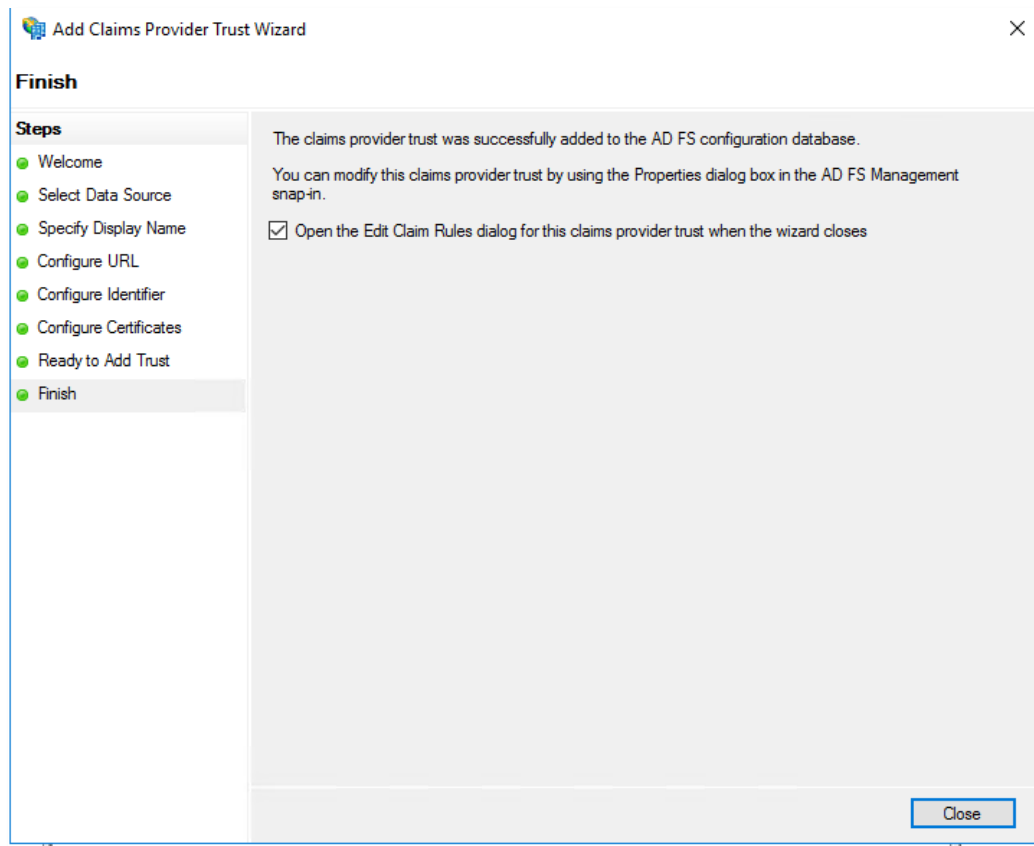 Add Claims Provider Trust Wizard
Finish
Steps
Welcome
Select Data Source
Specify Display Name
Configure URL
Configure Identifier
Configure Certificates
Ready to Add Trust
Finish
The claims provider trust was successfully added to the AD FS configuration database.
You can modify this claims provider trust by using the Properties dialog box in the AD FS Management
snap-in.
Open the Edit Claim Rules dialog for this claims provider trust when the wizard closes
Close